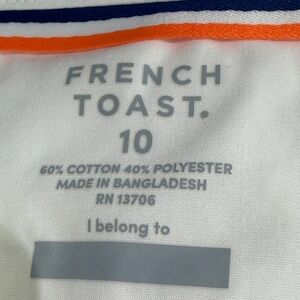 FRENCH
TOAST®
10
60% COTTON 40% POLYESTER
MADE IN BANGLADESH
RN 13706
I belong to